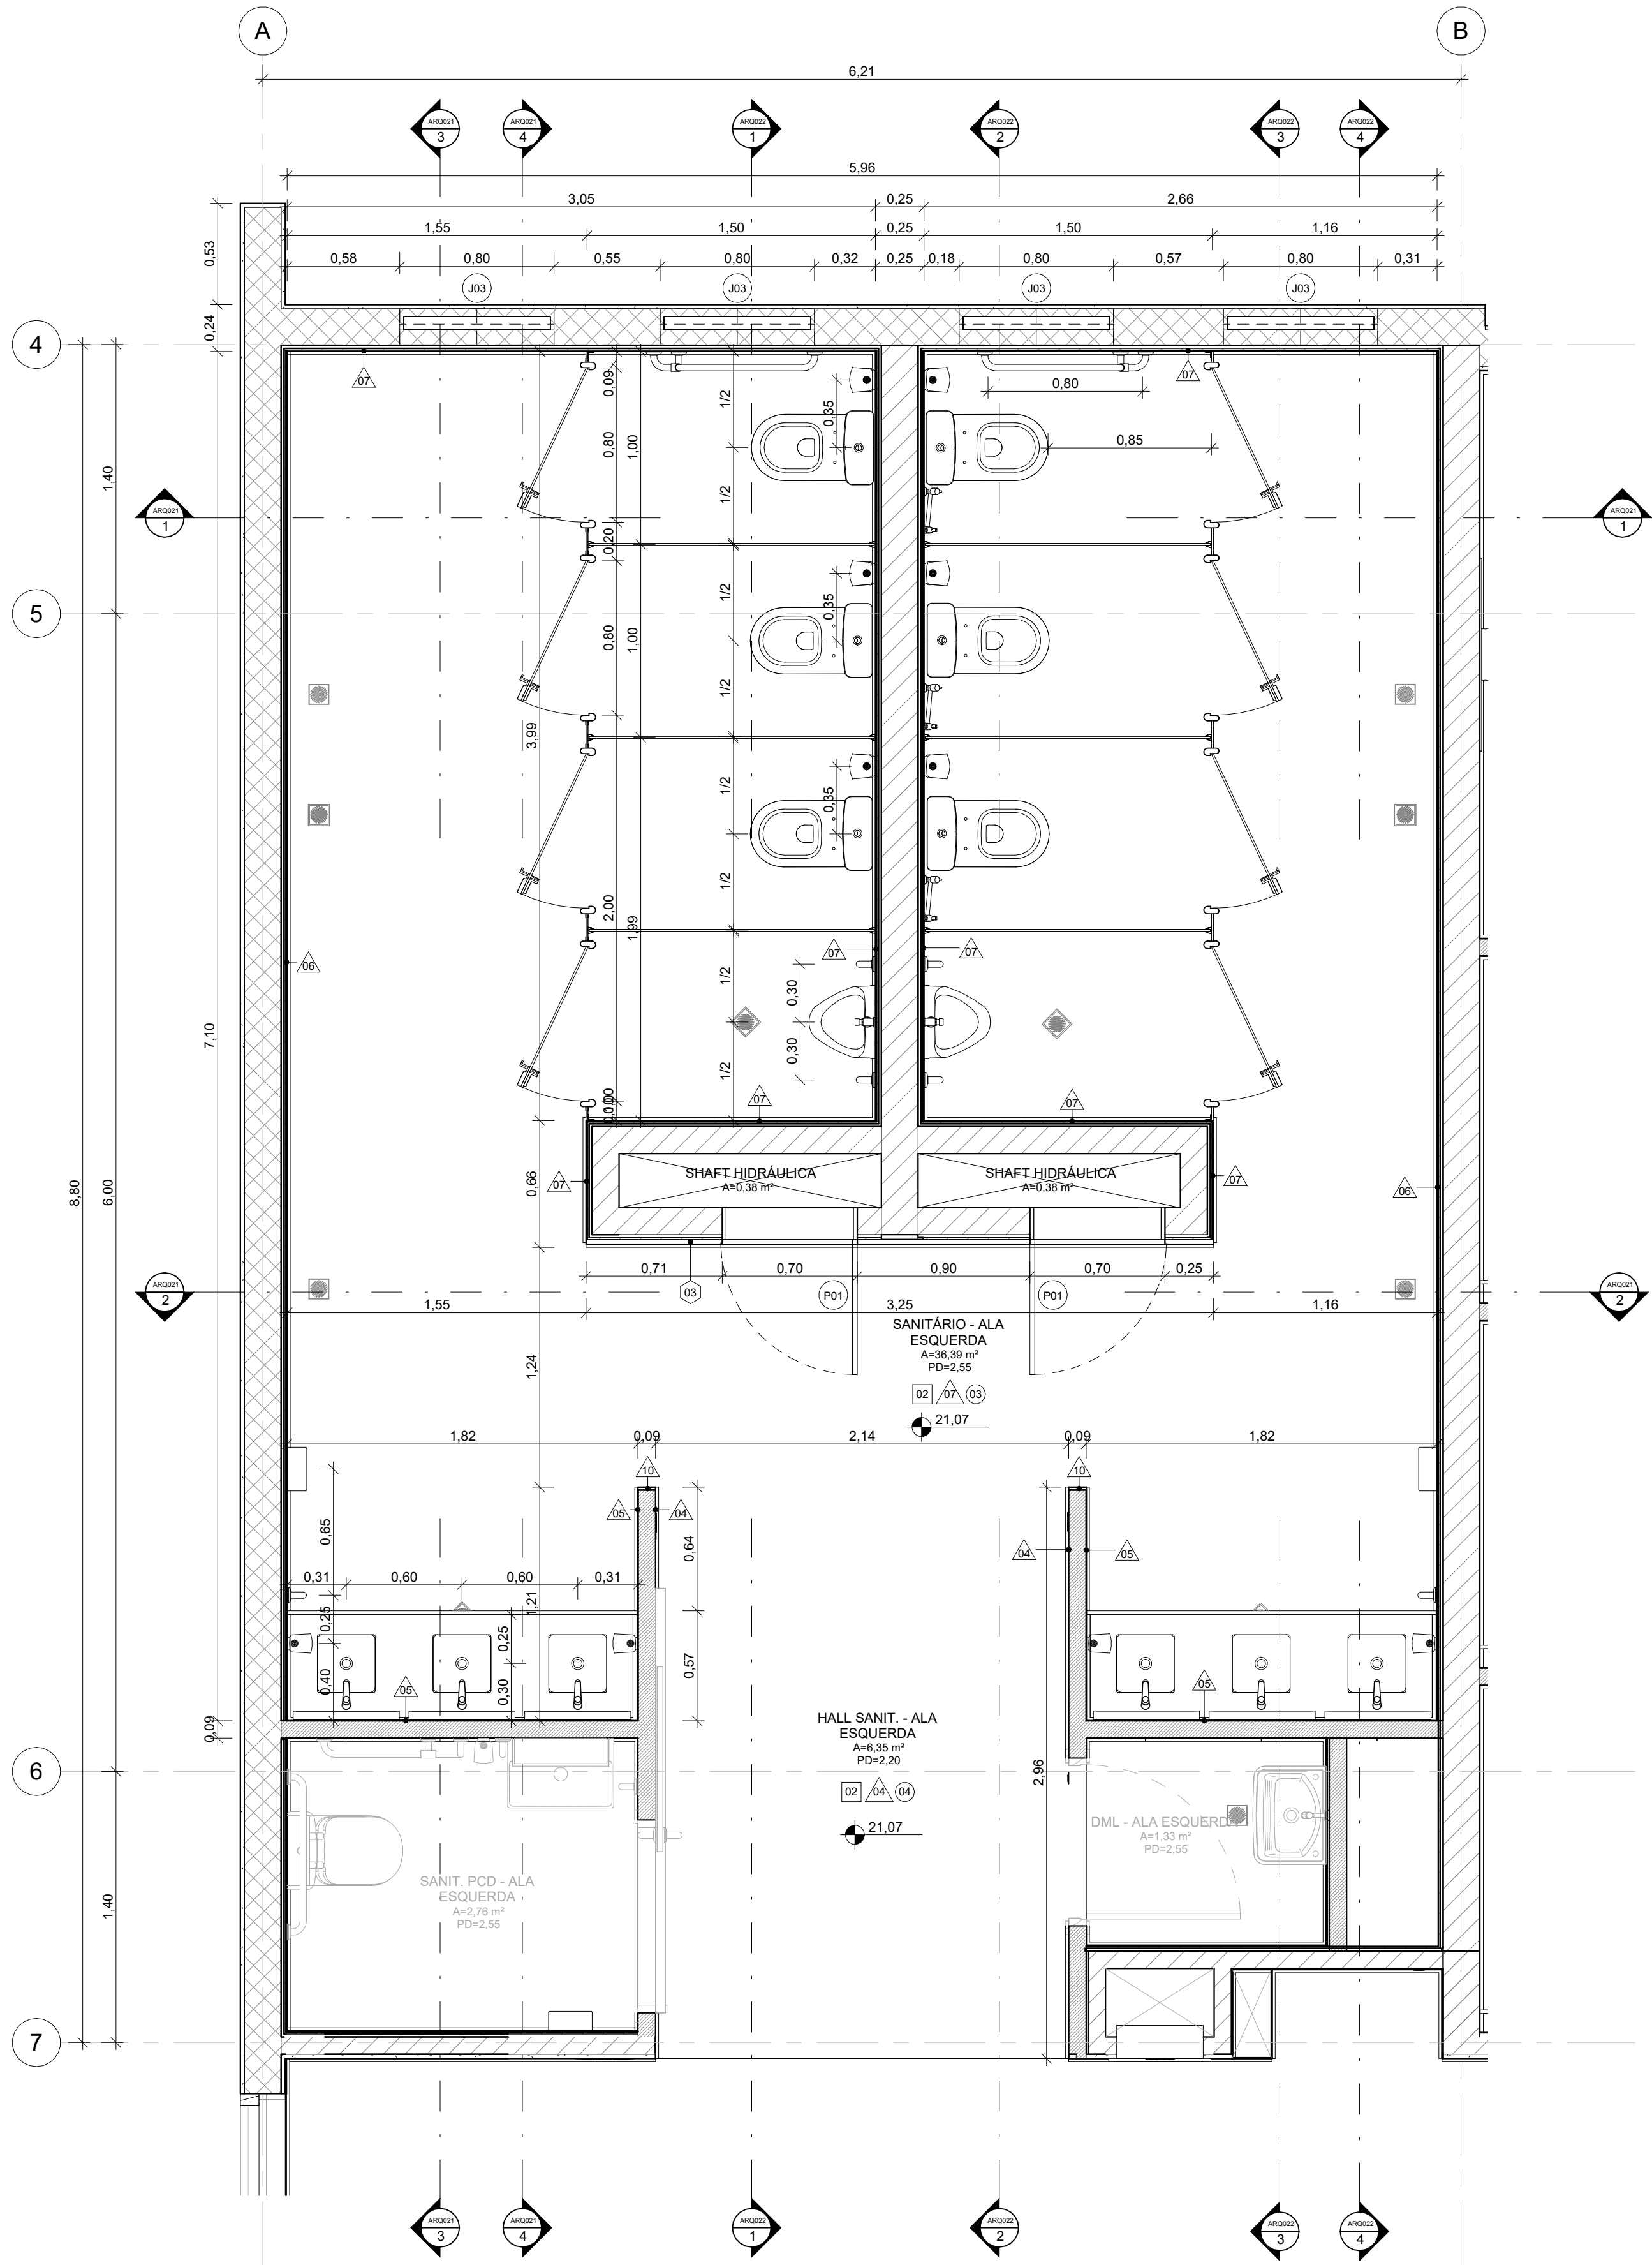 A
B
6,21
ARQ021
3
ARQ021
4
ARQ022
1
ARQ022
2
ARQ022
3
ARQ022
4
5,96
3,05
0,25
2,66
1,55
1,50
0,25
1,50
1,16
0,58
0,80
0,55
0,80
0,32
0,25
0,18
0,80
0,57
0,80
0,31
J03
J03
J03
J03
0,53
0,24
4
07
07
0,09
1/2
0,35
0,80
0,80
1,00
0,85
1,40
1/2
ARQ021
1
ARQ021
1
0,20
1/2
0,35
5
0,80
1,00
1/2
3,99
1/2
0,35
1/2
2,00
1,99
07
07
06
1/2
0,30
7,10
0,30
1/2
07
07
SHAFT HIDRÁULICA
A=0,38 m²
SHAFT HIDRÁULICA
A=0,38 m²
0,66
07
07
06
8,80
6,00
0,71
0,70
0,90
0,70
0,25
ARQ021
2
03
P01
P01
ARQ021
2
1,55
3,25
1,16
SANITÁRIO - ALA
ESQUERDA
A=36,39 m²
PD=2,55
02
07
03
1,24
21,07
1,82
0,09
2,14
0,09
1,82
10
10
05
04
0,65
0,64
04
05
0,31
0,60
0,60
0,31
1,21
0,25
0,25
0,57
0,40
0,30
05
05
0,09
HALL SANIT. - ALA
ESQUERDA
A=6,35 m²
PD=2,20
6
2,96
02
04
04
21,07
DML - ALA ESQUERDA
A=1,33 m²
PD=2,55
SANIT. PCD - ALA
ESQUERDA
A=2,76 m²
PD=2,55
1,40
7
ARQ021
3
ARQ021
4
ARQ022
1
ARQ022
2
ARQ022
3
ARQ022
4